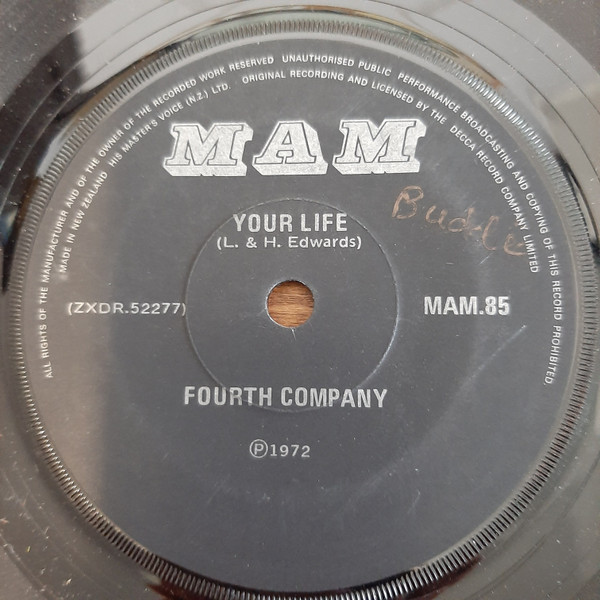 ALL RIGHTS OF THE MANUFACTURER AND OF THE OWNER OF THE RECORDED WORK RESERVED UNAUTHORISED PUBLIC PERFORMANCE BROADCASTING AND COPYING OF THIS RECORD PROHIBITED.
MADE IN NEW ZEALAND HIS MASTER'S VOICE (N.Z.) LTD. ORIGINAL RECORDING AND LICENSED BY THE DECCA RECORD COMPANY LIMITED
MAM
YOUR LIFE
(L. & H. Edwards)
(ZXDR.52277)
MAM.85
FOURTH COMPANY
Ⓟ1972